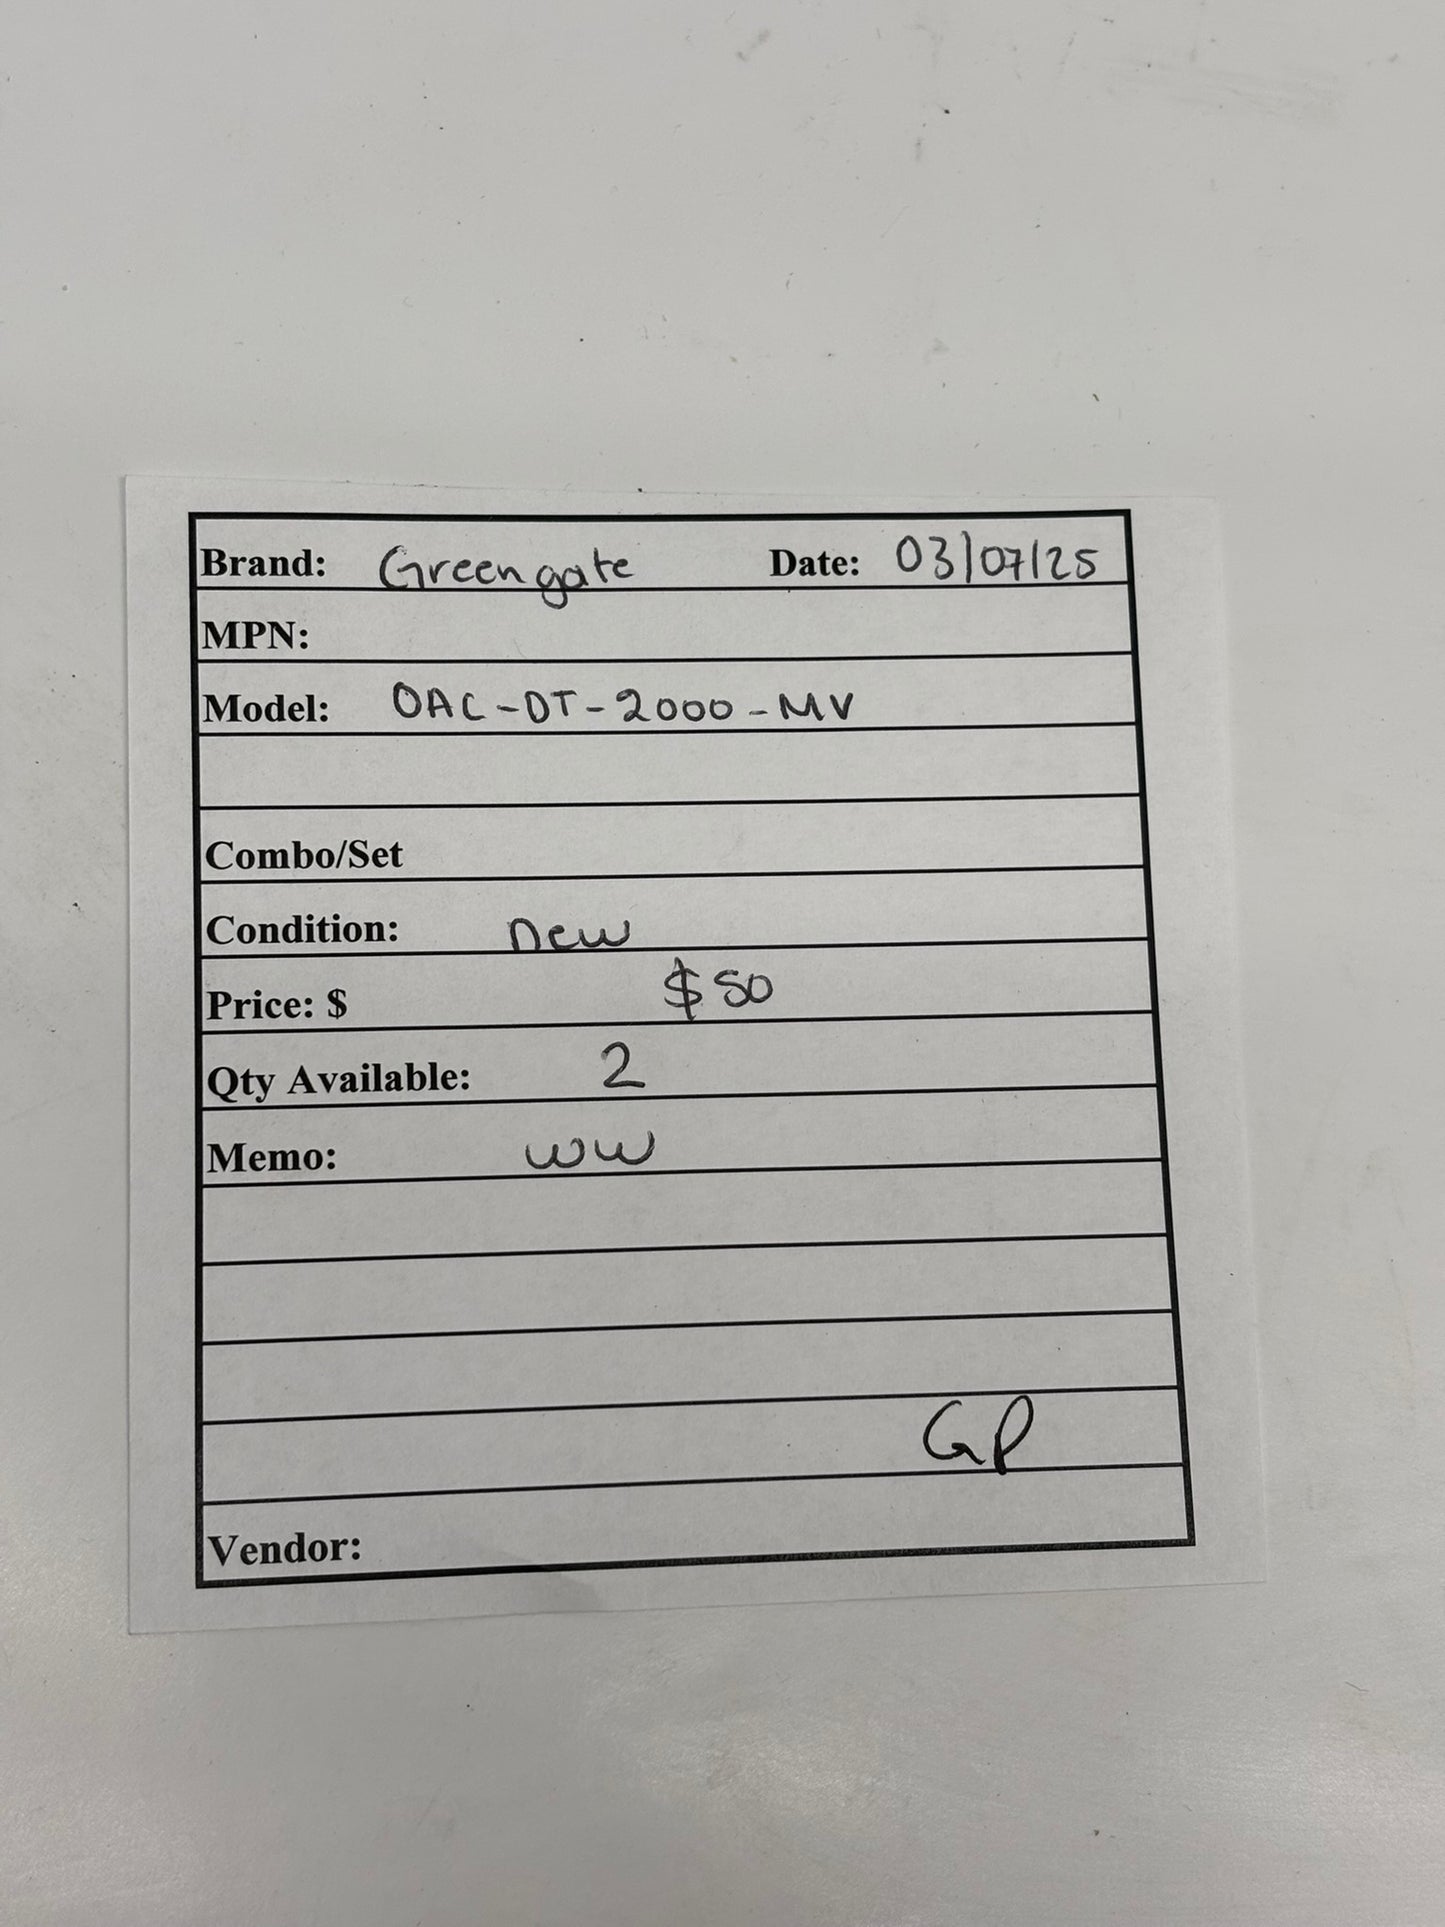 Brand: Greengate Date: 03/07/25
MPN:
Model: OAC-DT-2000-MV
Combo/Set
Condition: new
Price: $ $50
Qty Available: 2
Memo: WW
GP
Vendor: